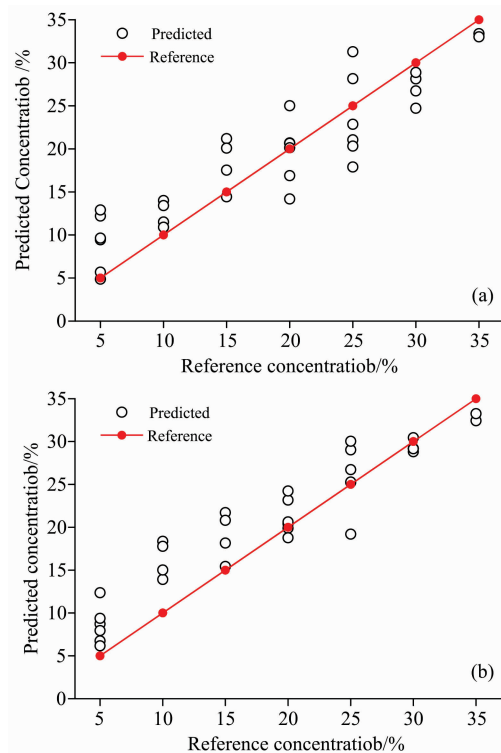 35
30
25
20
15
10
5
0
Predicted Concentratiob /%
Predicted
Reference
(a)
5 10 15 20 25 30 35
Reference concentratiob/%
35
30
25
20
15
10
5
0
Predicted concentratiob/%
Predicted
Reference
(b)
5 10 15 20 25 30 35
Reference concentratiob/%